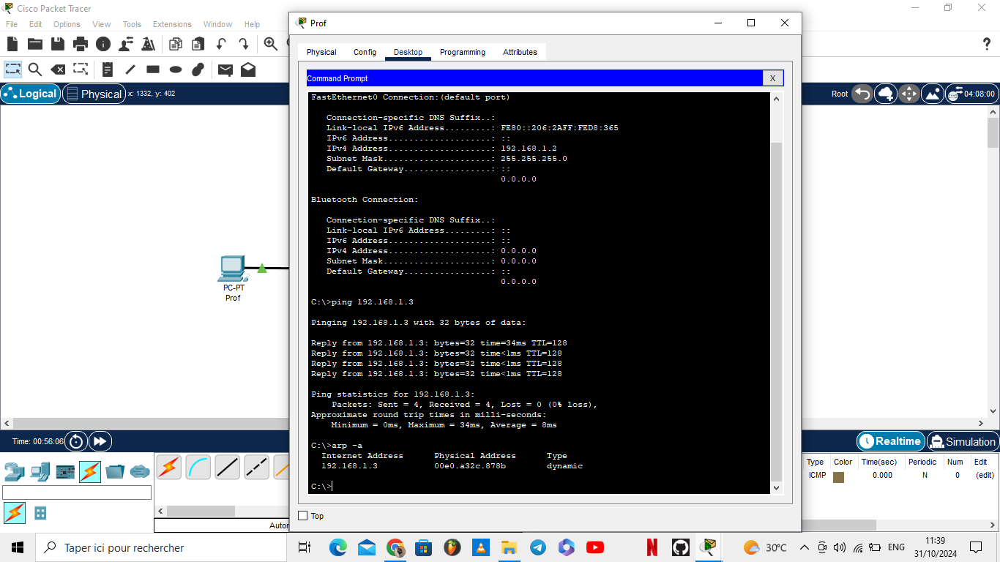 Cisco Packet Tracer
File Edit Options View Tools Extensions Window Help
Logical
Physical
x: 1332, y: 402
Root
04:08:00
PC-PT
Prof
Prof
Physical Config Desktop Programming Attributes
Command Prompt
X
FastEthernet0 Connection:(default port)
Connection-specific DNS Suffix..:
Link-local IPv6 Address.........: FE80::206:2AFF:FED8:365
IPv6 Address....................: ::
IPv4 Address....................: 192.168.1.2
Subnet Mask.....................: 255.255.255.0
Default Gateway.................: ::
0.0.0.0
Bluetooth Connection:
Connection-specific DNS Suffix..:
Link-local IPv6 Address.........: ::
IPv6 Address....................: ::
IPv4 Address....................: 0.0.0.0
Subnet Mask.....................: 0.0.0.0
Default Gateway.................: ::
0.0.0.0
C:\>ping 192.168.1.3
Pinging 192.168.1.3 with 32 bytes of data:
Reply from 192.168.1.3: bytes=32 time=34ms TTL=128
Reply from 192.168.1.3: bytes=32 time<1ms TTL=128
Reply from 192.168.1.3: bytes=32 time<1ms TTL=128
Reply from 192.168.1.3: bytes=32 time<1ms TTL=128
Ping statistics for 192.168.1.3:
Packets: Sent = 4, Received = 4, Lost = 0 (0% loss),
Approximate round trip times in milli-seconds:
Minimum = 0ms, Maximum = 34ms, Average = 8ms
C:\>arp -a
Internet Address Physical Address Type
192.168.1.3 00e0.a32c.878b dynamic
C:\>
Top
Time: 00:56:06
Realtime
Simulation
Type Color Time(sec) Periodic Num Edit
ICMP 0.000 N 0 (edit)
Auto
Taper ici pour rechercher
30°C
ENG
11:39
31/10/2024